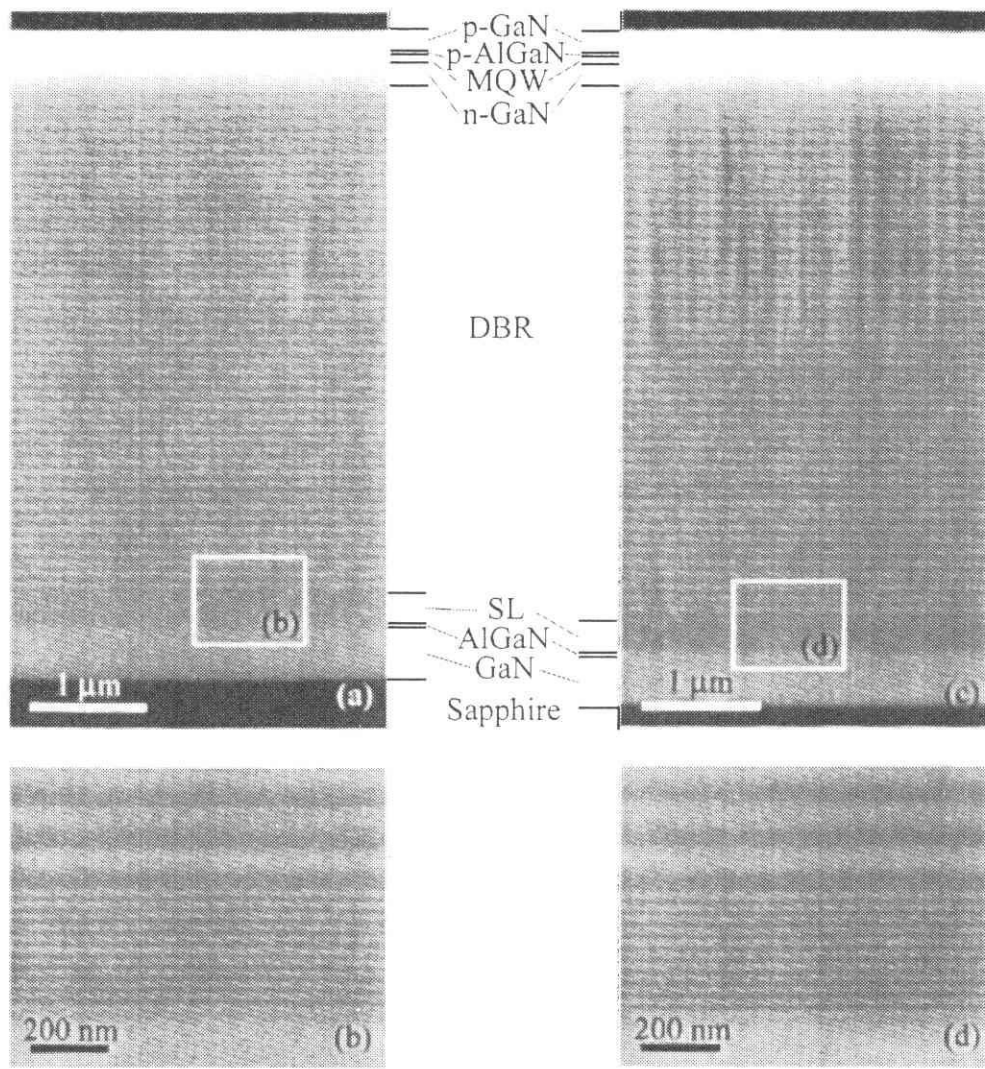 p-GaN
p-AlGaN
MQW
n-GaN
DBR
(b)
SL
(d)
AlGaN
GaN
1 μm
(a)
1 μm
(c)
Sapphire
200 nm
(b)
200 nm
(d)